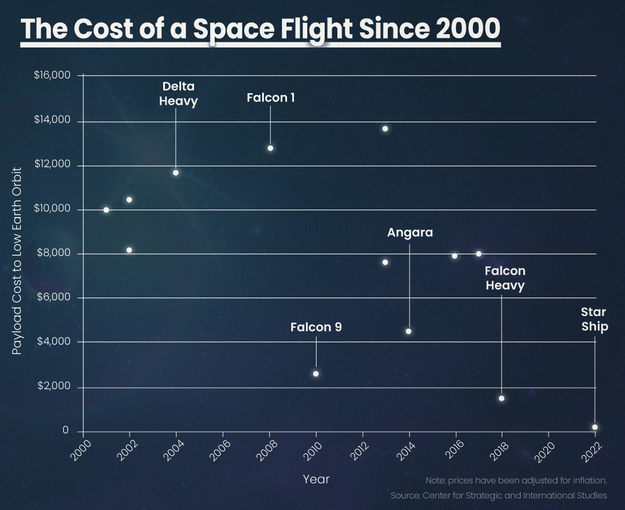 The Cost of a Space Flight Since 2000
Payload Cost to Low Earth Orbit
$16,000
$14,000
$12,000
$10,000
$8,000
$6,000
$4,000
$2,000
0
Delta
Heavy
Falcon 1
Falcon 9
Angara
Falcon
Heavy
Star
Ship
2000
2002
2004
2006
2008
2010
2012
2014
2016
2018
2020
2022
Year
Note: prices have been adjusted for inflation.
Source: Center for Strategic and International Studies